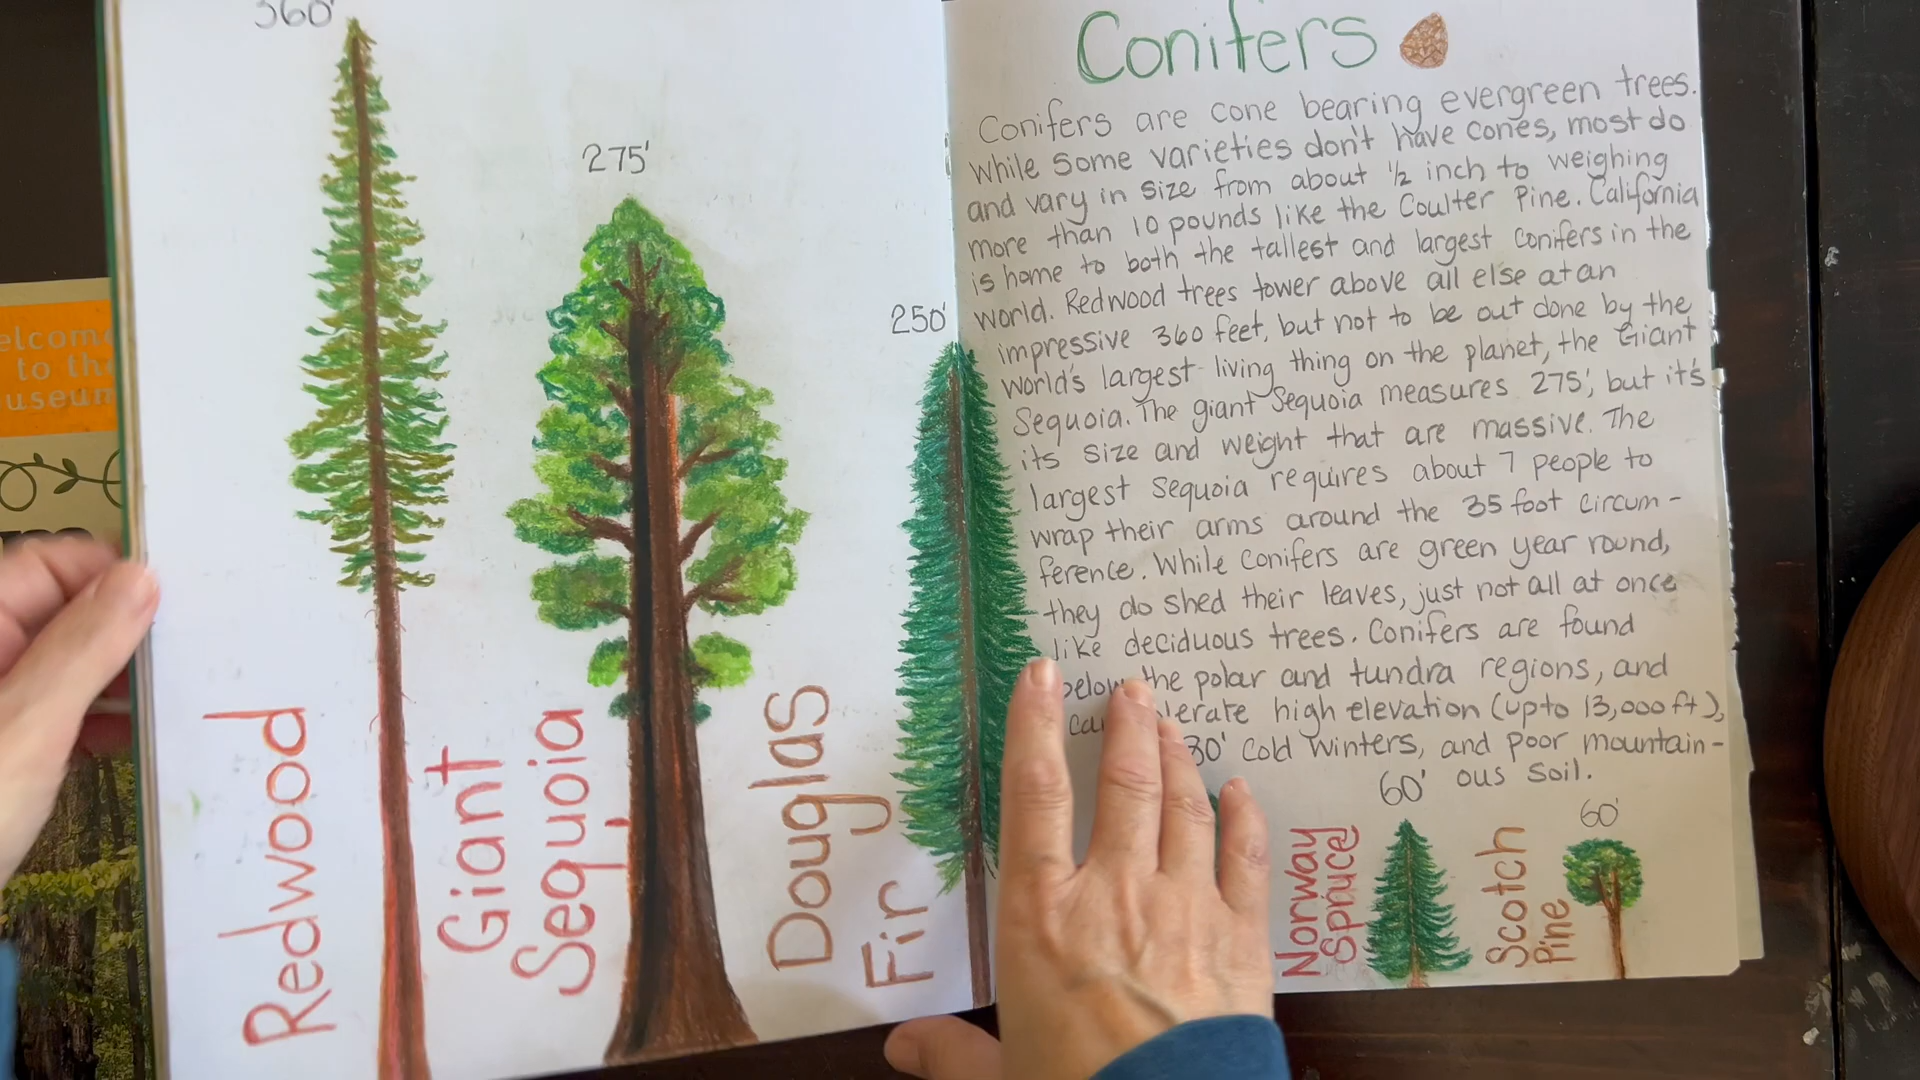 360'
275'
250'
Redwood
Giant
Sequoia
Douglas
Fir
Conifers
Conifers are cone bearing evergreen trees.
While some varieties don't have cones, most do
and vary in size from about ½ inch to weighing
more than 10 pounds like the Coulter Pine. California
is home to both the tallest and largest conifers in the
world. Redwood trees tower above all else at an
impressive 360 feet, but not to be out done by the
world's largest living thing on the planet, the Giant
Sequoia. The giant Sequoia measures 275', but it's
its size and weight that are massive. The
largest Sequoia requires about 7 people to
wrap their arms around the 35 foot circum-
ference. While Conifers are green year round,
they do shed their leaves, just not all at once
like deciduous trees. Conifers are found
below the polar and tundra regions, and
high elevation (up to 13,000 ft),
cold winters, and poor mountain-
ous soil.
60'
60'
Norway
Spruce
Scotch
Pine
to the